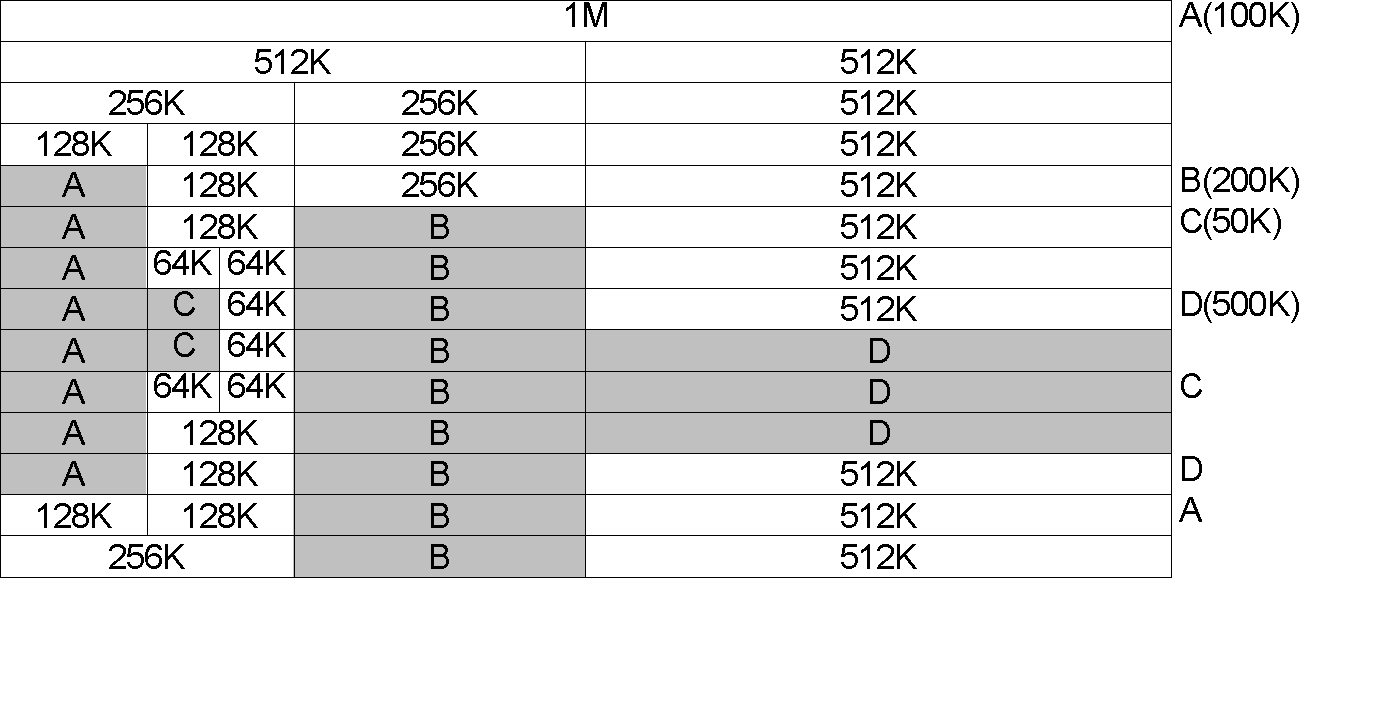 1M A(100K)
512K 512K
256K 256K 512K
128K 128K 256K 512K
A 128K 256K 512K B(200K)
A 128K B 512K C(50K)
A 64K 64K B 512K
A C 64K B 512K D(500K)
A C 64K B D
A 64K 64K B D C
A 128K B D
A 128K B 512K D
128K 128K B 512K A
256K B 512K